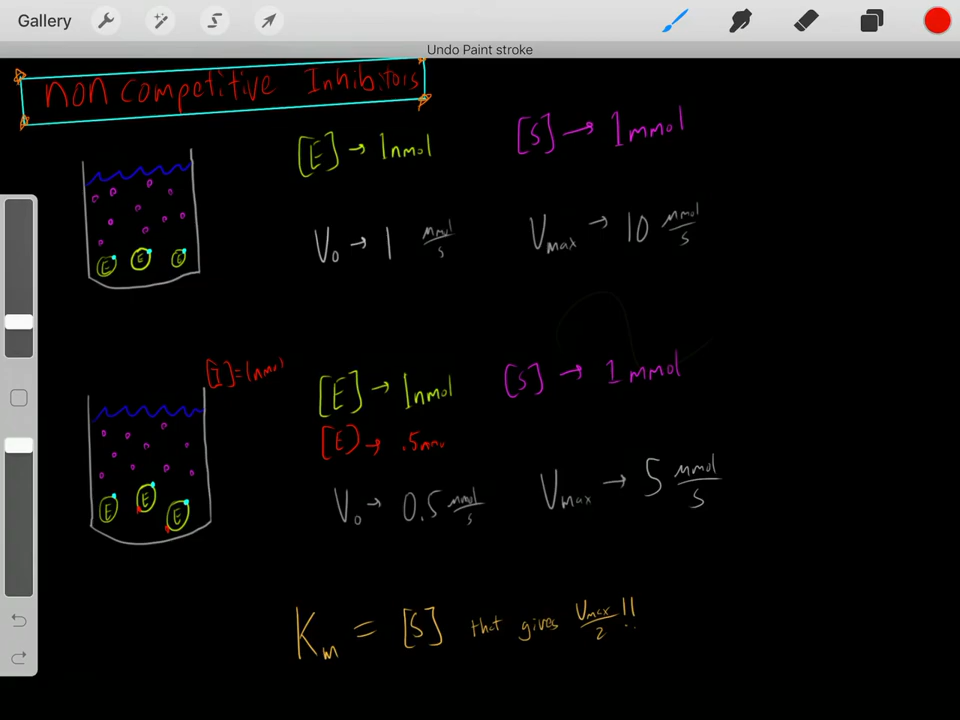 Gallery
Undo Paint stroke
non competitive Inhibitors
[E] → 1nmol
[S] → 1mmol
V₀ → 1 mmol/s
Vmax → 10 mmol/s
E E E
[I]=1nmol
[E] → 1nmol
[S] → 1mmol
[E] → .5nmo
V₀ → 0.5 mmol/s
Vmax → 5 mmol/s
E E E
Km = [S] that gives Vmax/2 !!